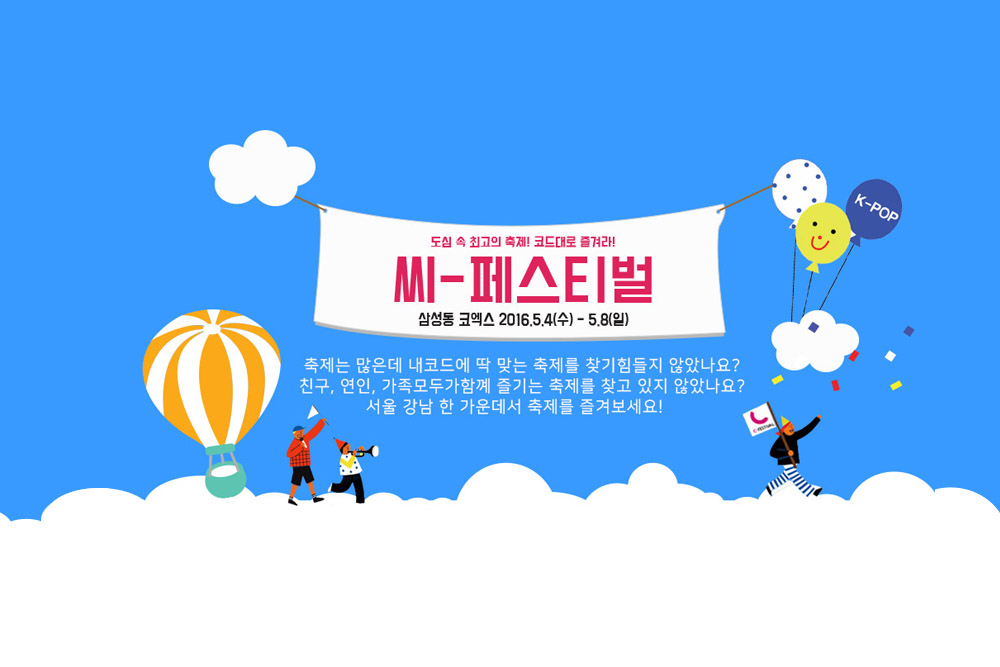 도심 속 최고의 축제! 코드대로 즐겨라!
씨-페스티벌
삼성동 코엑스 2016.5.4(수) - 5.8(일)
K-POP
축제는 많은데 내코드에 딱 맞는 축제를 찾기힘들지 않았나요?
친구, 연인, 가족모두가함께 즐기는 축제를 찾고 있지 않았나요?
서울 강남 한 가운데서 축제를 즐겨보세요!
C-FESTIVAL